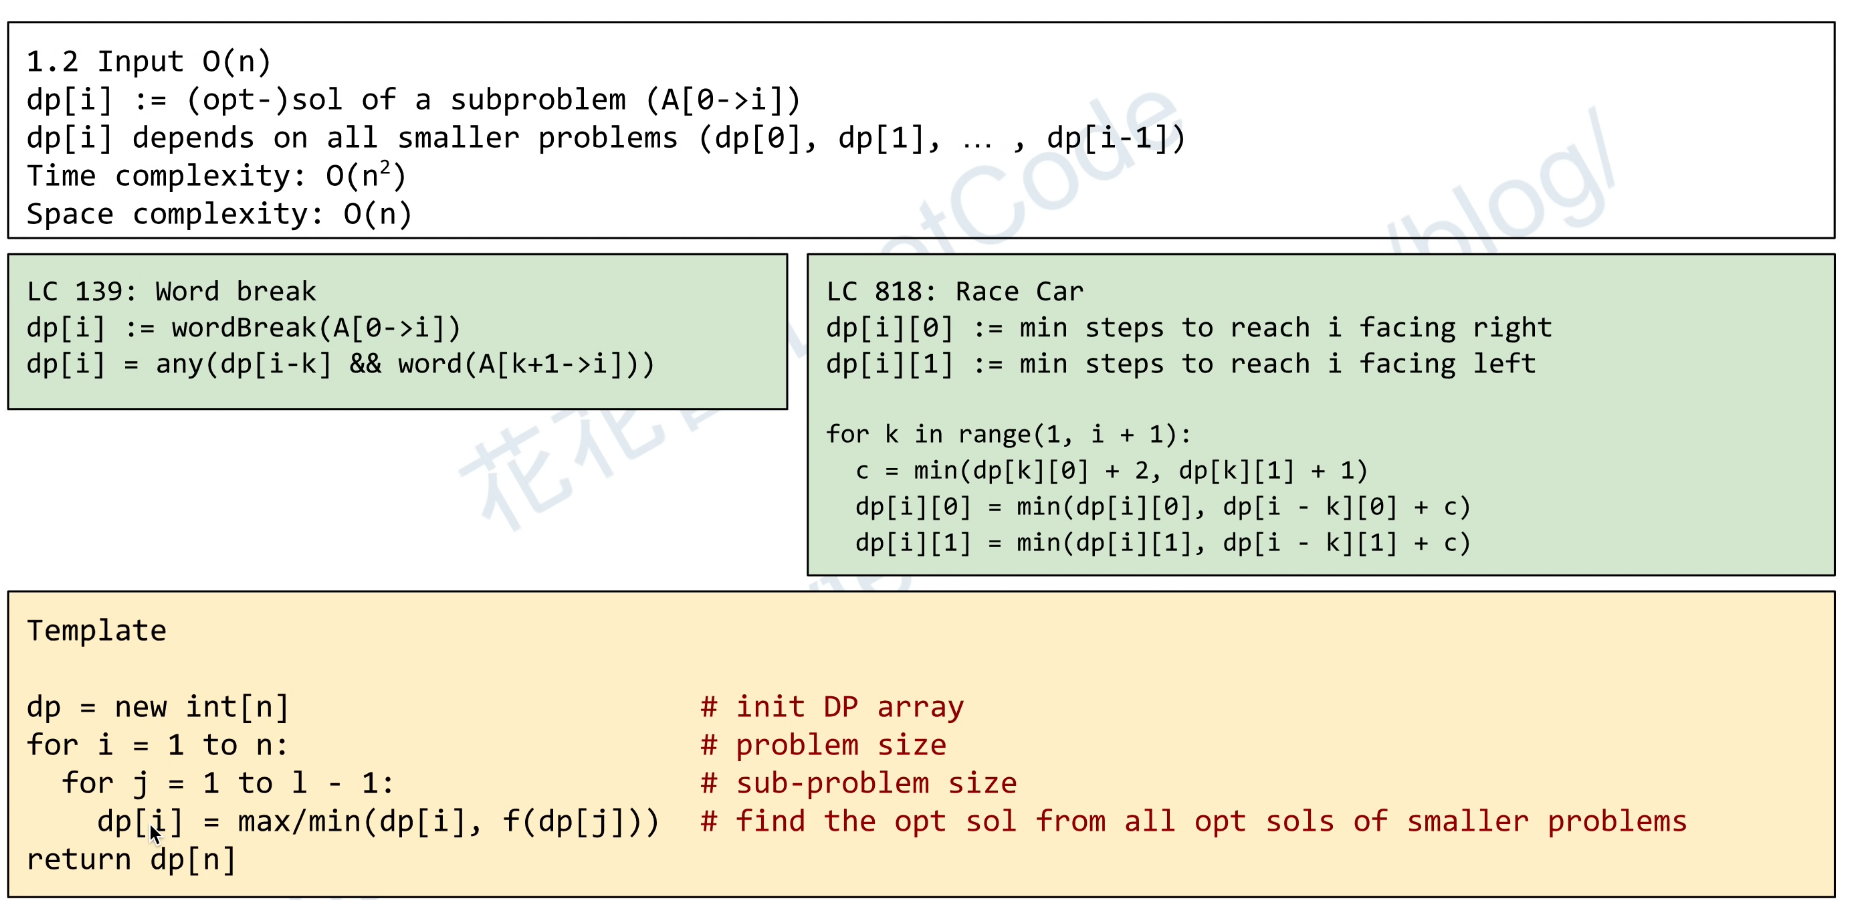 1.2 Input O(n)
dp[i] := (opt-)sol of a subproblem (A[0->i])
dp[i] depends on all smaller problems (dp[0], dp[1], … , dp[i-1])
Time complexity: O(n²)
Space complexity: O(n)
LC 139: Word break
dp[i] := wordBreak(A[0->i])
dp[i] = any(dp[i-k] && word(A[k+1->i]))
LC 818: Race Car
dp[i][0] := min steps to reach i facing right
dp[i][1] := min steps to reach i facing left
for k in range(1, i + 1):
  c = min(dp[k][0] + 2, dp[k][1] + 1)
  dp[i][0] = min(dp[i][0], dp[i - k][0] + c)
  dp[i][1] = min(dp[i][1], dp[i - k][1] + c)
Template
dp = new int[n] # init DP array
for i = 1 to n: # problem size
  for j = 1 to l - 1: # sub-problem size
    dp[i] = max/min(dp[i], f(dp[j])) # find the opt sol from all opt sols of smaller problems
return dp[n]
花花
etCode
/blog/